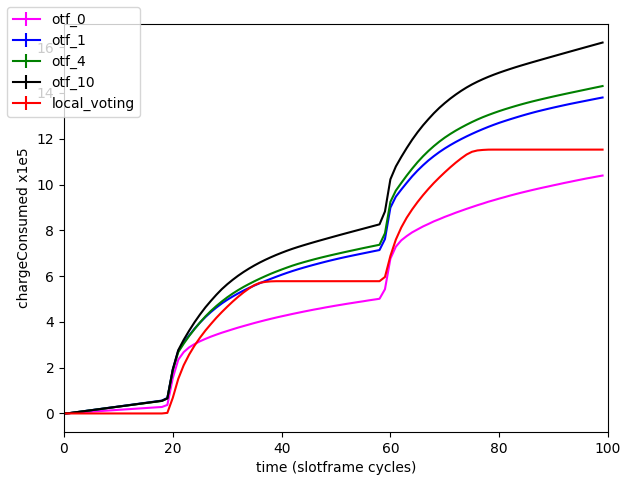 otf_0
otf_1
otf_4
otf_10
local_voting
16
14
12
10
8
6
4
2
0
chargeConsumed x1e5
0 20 40 60 80 100
time (slotframe cycles)